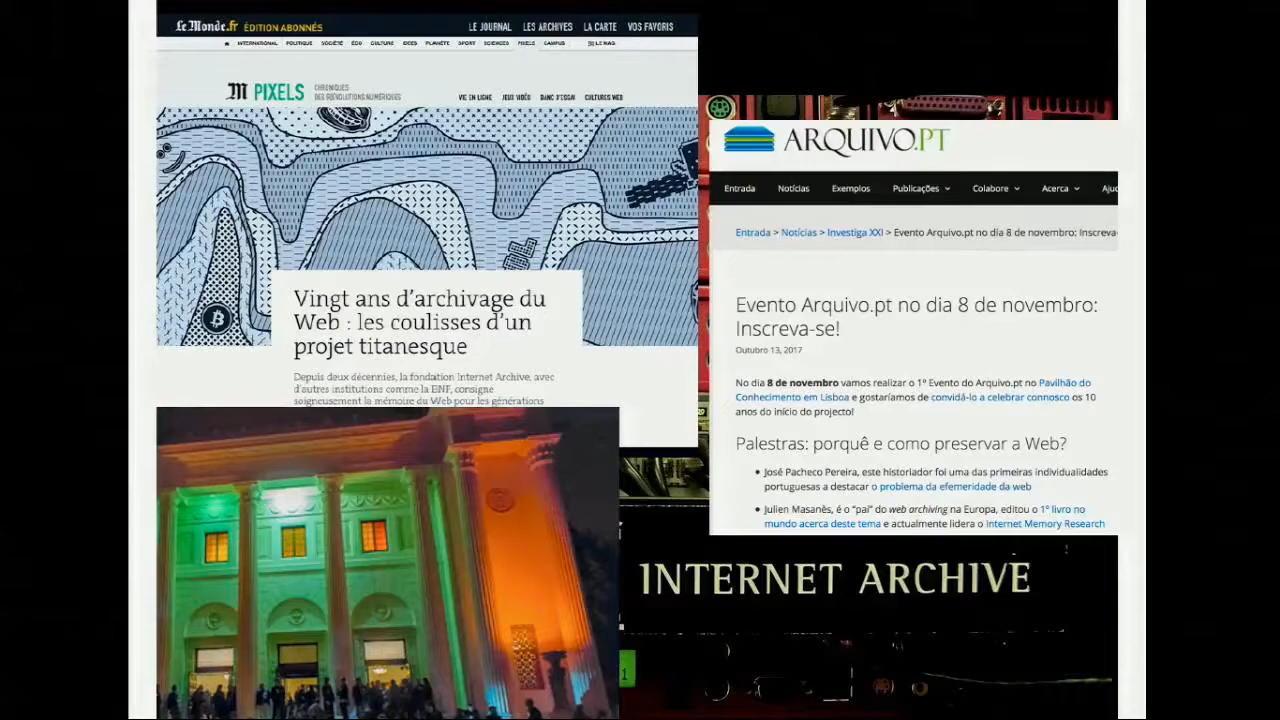 Le Monde.fr ÉDITION ABONNÉS
LE JOURNAL LES ARCHIVES LA CARTE VOS FAVORIS
INTERNATIONAL POLITIQUE SOCIÉTÉ ÉCO CULTURE IDÉES PLANÈTE SPORT SCIENCES PIXELS CAMPUS LE MAG
M PIXELS
CHRONIQUES
DES (R)ÉVOLUTIONS NUMÉRIQUES
VIE EN LIGNE JEUX VIDÉO BANC D'ESSAI CULTURES WEB
Vingt ans d'archivage du
Web : les coulisses d'un
projet titanesque
Depuis deux décennies, la fondation Internet Archive, avec
d'autres institutions comme la BNF, consigne
soigneusement la mémoire du Web pour les générations
ARQUIVO.PT
Entrada Notícias Exemplos Publicações Colabore Acerca Ajuc
Entrada > Notícias > Investiga XXI > Evento Arquivo.pt no dia 8 de novembro: Inscreva-
Evento Arquivo.pt no dia 8 de novembro:
Inscreva-se!
Outubro 13, 2017
No dia 8 de novembro vamos realizar o 1º Evento do Arquivo.pt no Pavilhão do
Conhecimento em Lisboa e gostaríamos de convidá-lo a celebrar connosco os 10
anos do início do projecto!
Palestras: porquê e como preservar a Web?
• José Pacheco Pereira, este historiador foi uma das primeiras individualidades
portuguesas a destacar o problema da efemeridade da web
• Julien Masanès, é o "pai" do web archiving na Europa, editou o 1º livro no
mundo acerca deste tema e actualmente lidera o Internet Memory Research
INTERNET ARCHIVE
1